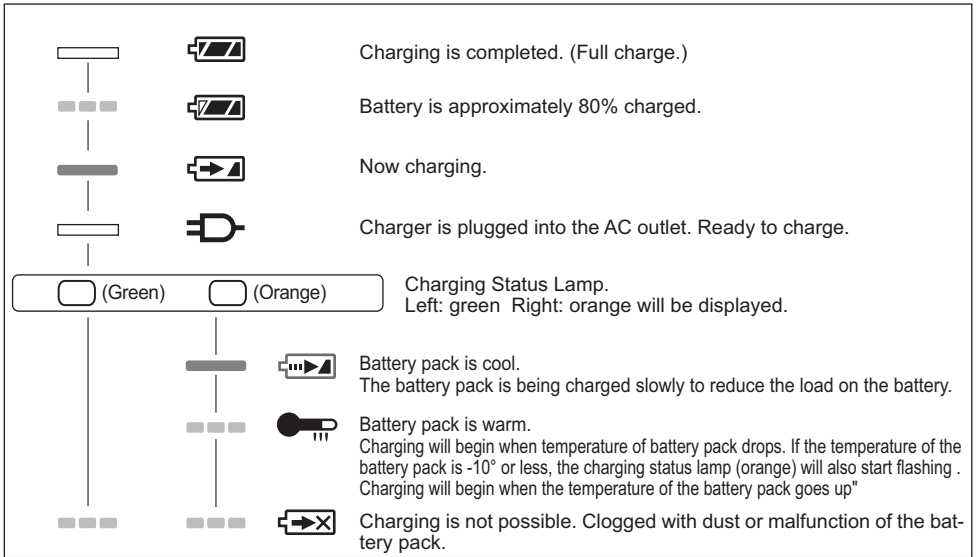 Charging is completed. (Full charge.)
Battery is approximately 80% charged.
Now charging.
Charger is plugged into the AC outlet. Ready to charge.
(Green) (Orange)
Charging Status Lamp.
Left: green Right: orange will be displayed.
Battery pack is cool.
The battery pack is being charged slowly to reduce the load on the battery.
Battery pack is warm.
Charging will begin when temperature of battery pack drops. If the temperature of the
battery pack is -10° or less, the charging status lamp (orange) will also start flashing .
Charging will begin when the temperature of the battery pack goes up"
Charging is not possible. Clogged with dust or malfunction of the bat-
tery pack.